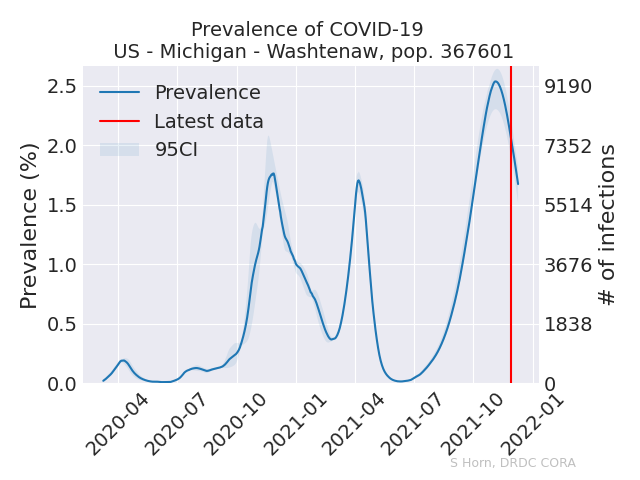 Prevalence of COVID-19
US - Michigan - Washtenaw, pop. 367601
Prevalence
Latest data
95CI
Prevalence (%)
2.5
2.0
1.5
1.0
0.5
0.0
9190
7352
5514
3676
1838
0
# of infections
2020-04
2020-07
2020-10
2021-01
2021-04
2021-07
2021-10
2022-01
S Horn, DRDC CORA